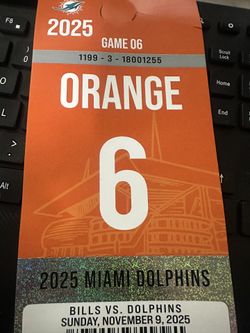 2025
GAME 06
1199 - 3 - 18001255
ORANGE
6
2025 MIAMI DOLPHINS
BILLS VS. DOLPHINS
SUNDAY, NOVEMBER 9, 2025